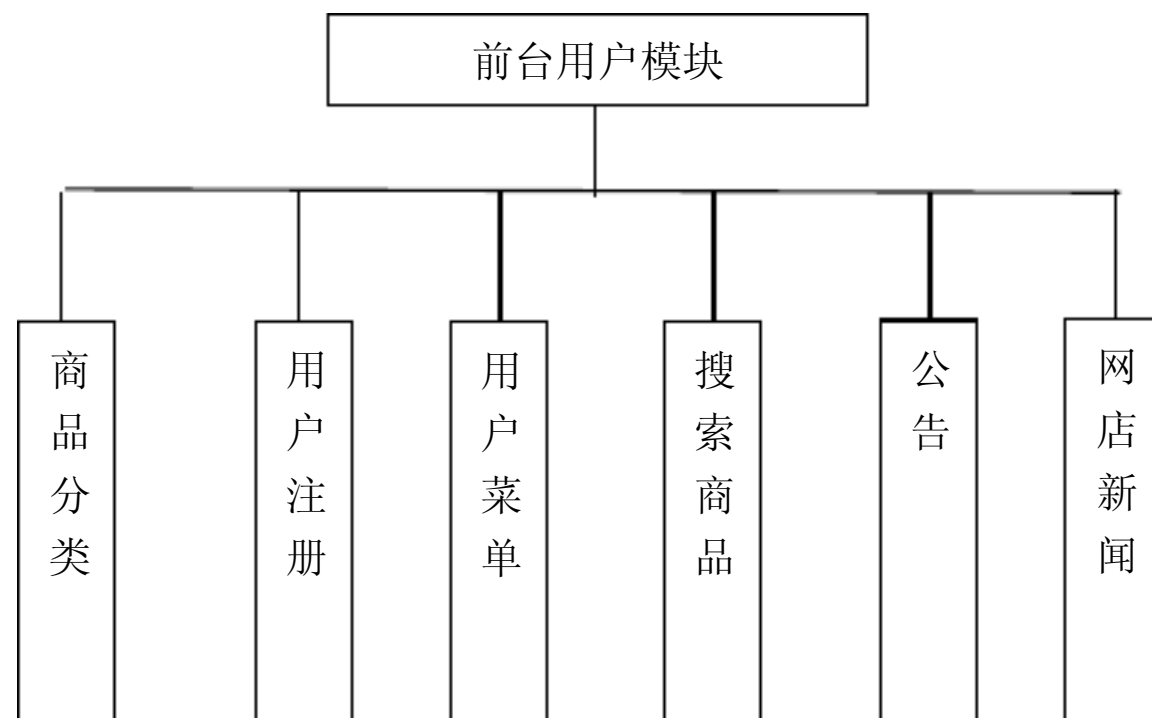 前台用户模块
商品分类
用户注册
用户菜单
搜索商品
公告
网店新闻